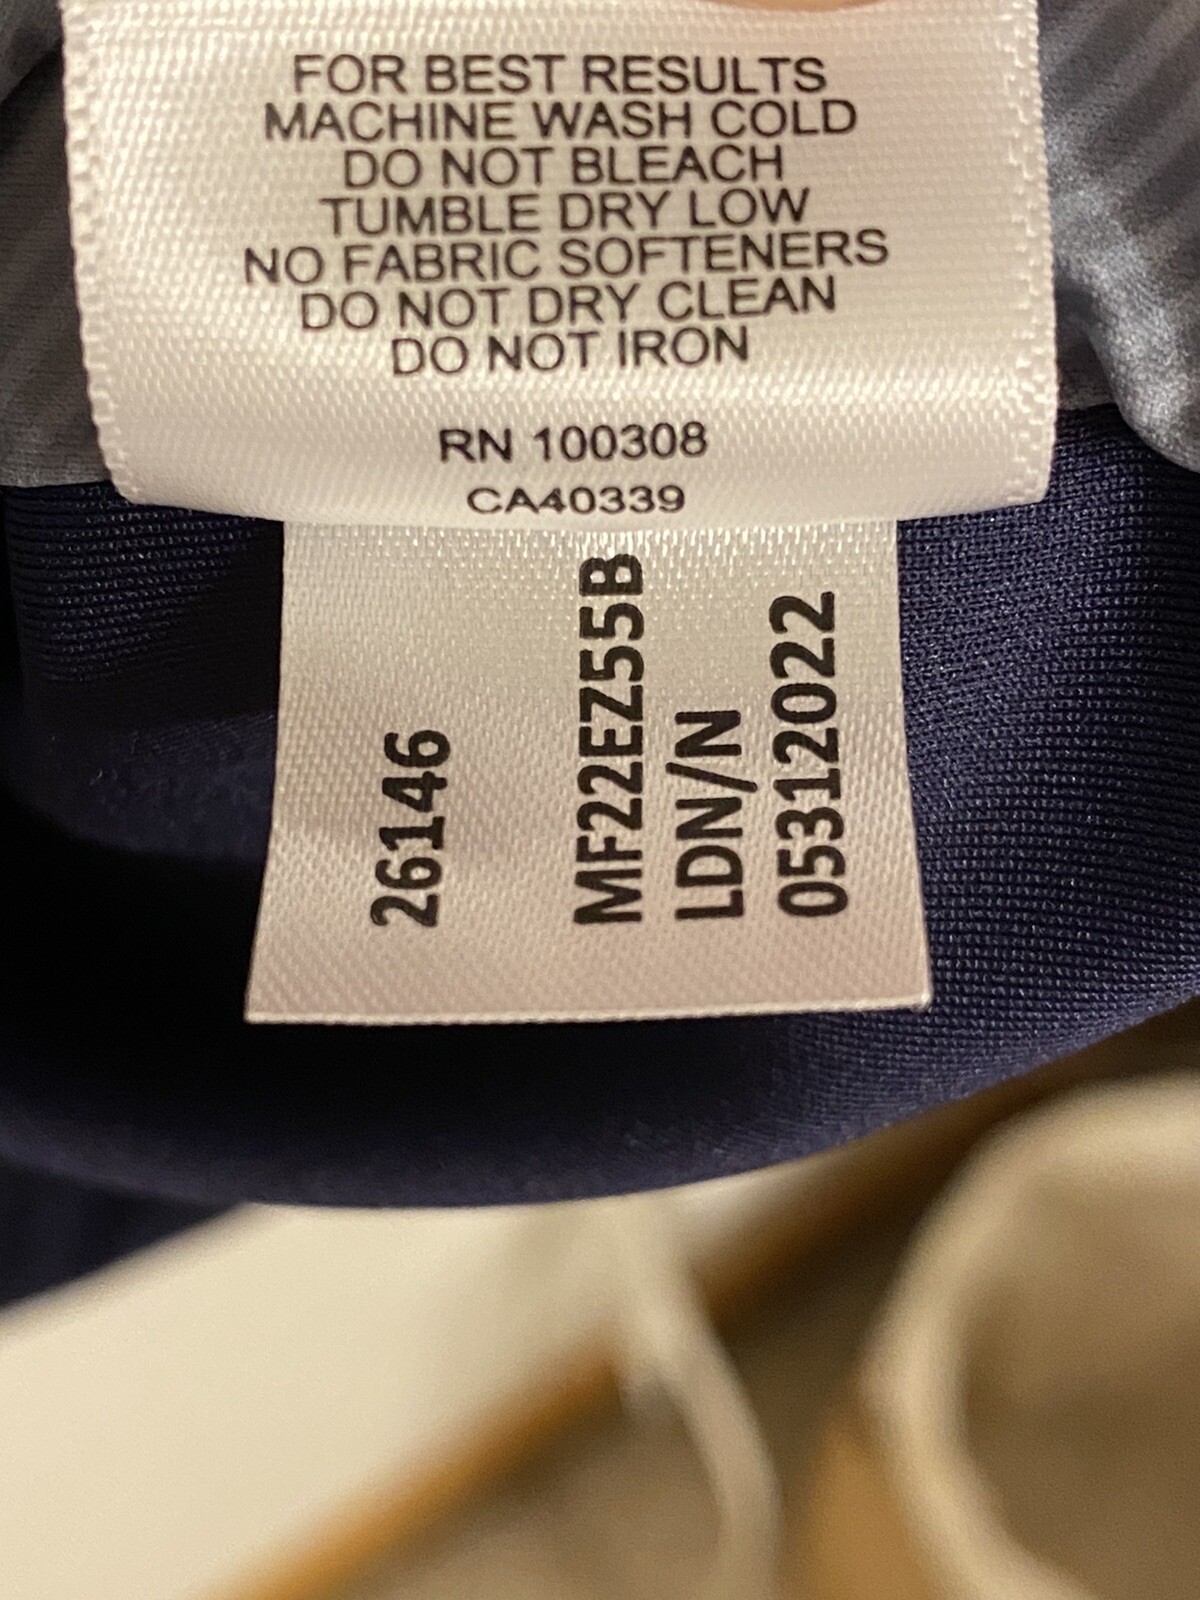 FOR BEST RESULTS
MACHINE WASH COLD
DO NOT BLEACH
TUMBLE DRY LOW
NO FABRIC SOFTENERS
DO NOT DRY CLEAN
DO NOT IRON
RN 100308
CA40339
26146
MF22EZ55B
LDN/N
05312022